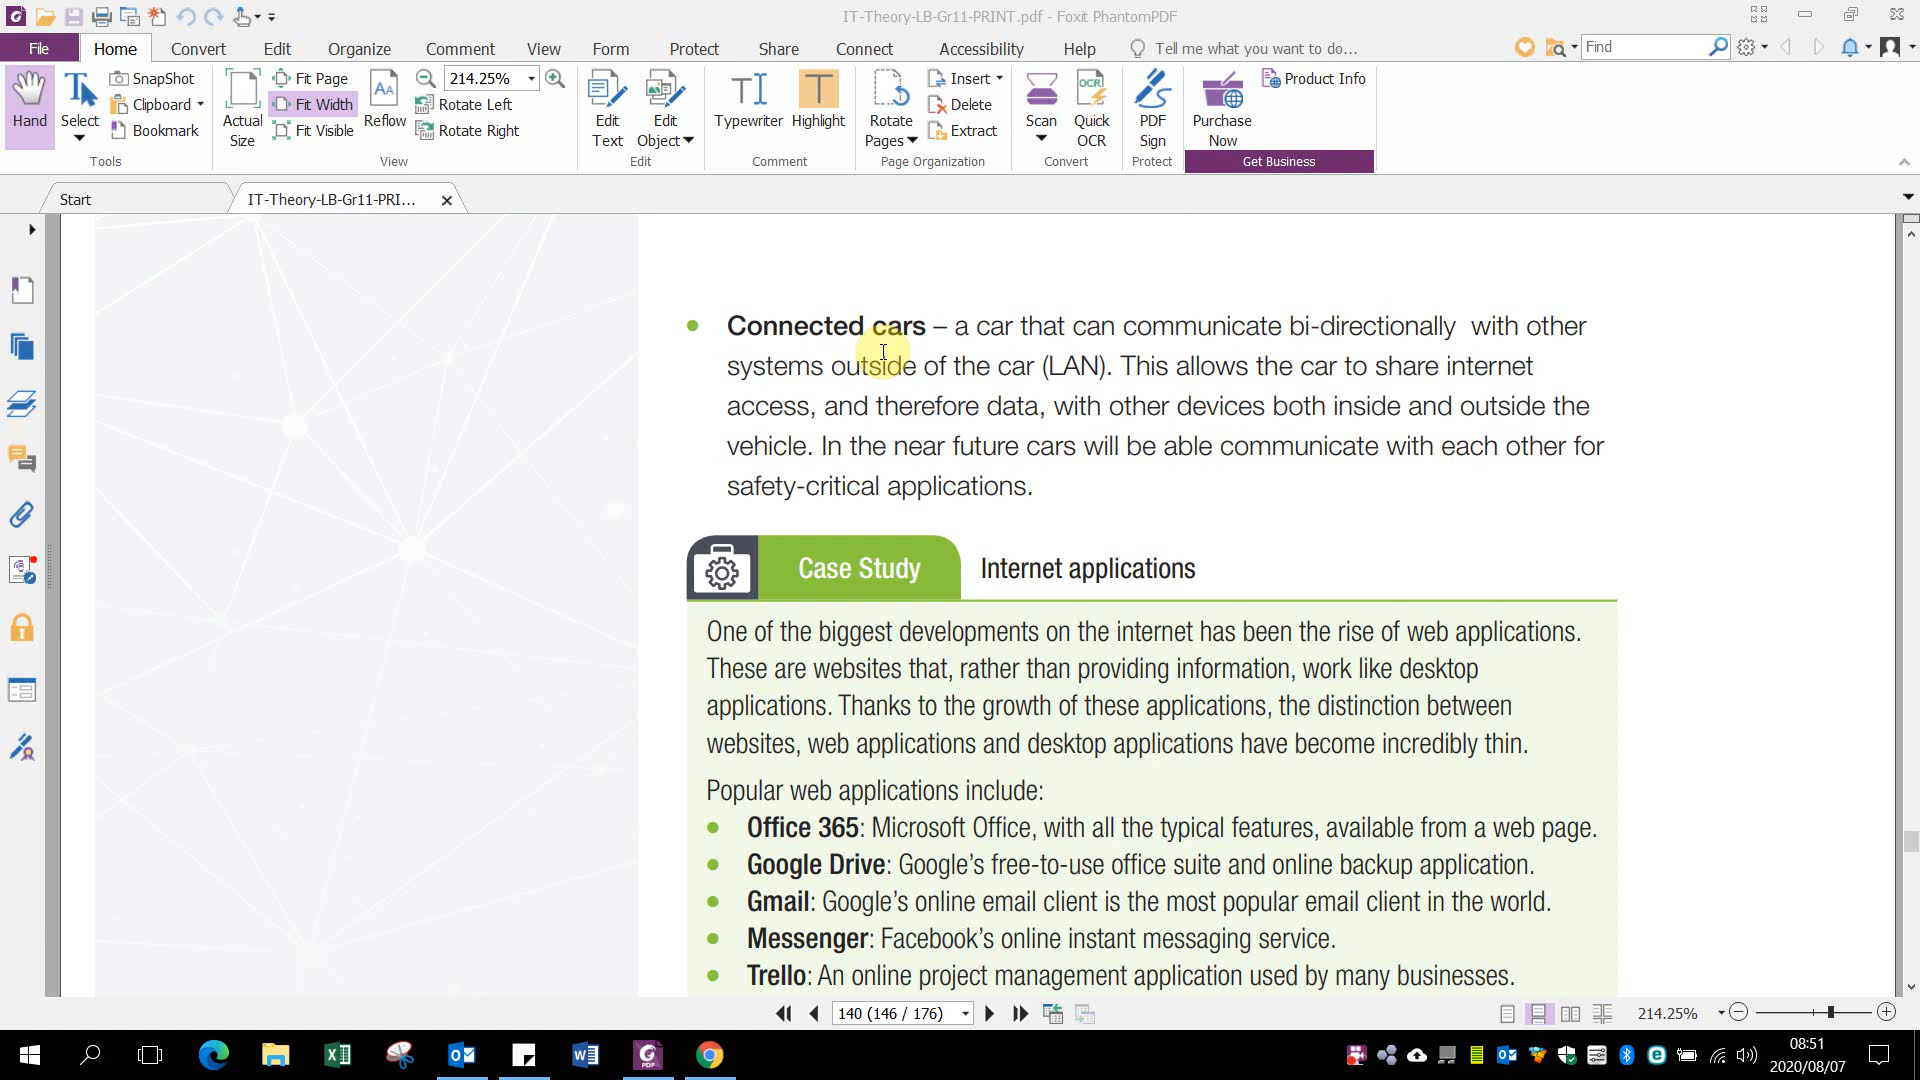 IT-Theory-LB-Gr11-PRINT.pdf - Foxit PhantomPDF
File Home Convert Edit Organize Comment View Form Protect Share Connect Accessibility Help Tell me what you want to do... Find
Hand
Select
SnapShot
Clipboard
Bookmark
Tools
Actual Size
Fit Page
Fit Width
Fit Visible
Reflow
214.25%
Rotate Left
Rotate Right
View
Edit Text
Edit Object
Edit
Typewriter
Highlight
Comment
Rotate Pages
Insert
Delete
Extract
Page Organization
Scan
Quick OCR
Convert
PDF Sign
Protect
Purchase Now
Product Info
Get Business
Start
IT-Theory-LB-Gr11-PRI...
Connected cars – a car that can communicate bi-directionally with other
systems outside of the car (LAN). This allows the car to share internet
access, and therefore data, with other devices both inside and outside the
vehicle. In the near future cars will be able communicate with each other for
safety-critical applications.
Case Study Internet applications
One of the biggest developments on the internet has been the rise of web applications.
These are websites that, rather than providing information, work like desktop
applications. Thanks to the growth of these applications, the distinction between
websites, web applications and desktop applications have become incredibly thin.
Popular web applications include:
Office 365: Microsoft Office, with all the typical features, available from a web page.
Google Drive: Google's free-to-use office suite and online backup application.
Gmail: Google's online email client is the most popular email client in the world.
Messenger: Facebook's online instant messaging service.
Trello: An online project management application used by many businesses.
140 (146 / 176)
214.25%
08:51
2020/08/07